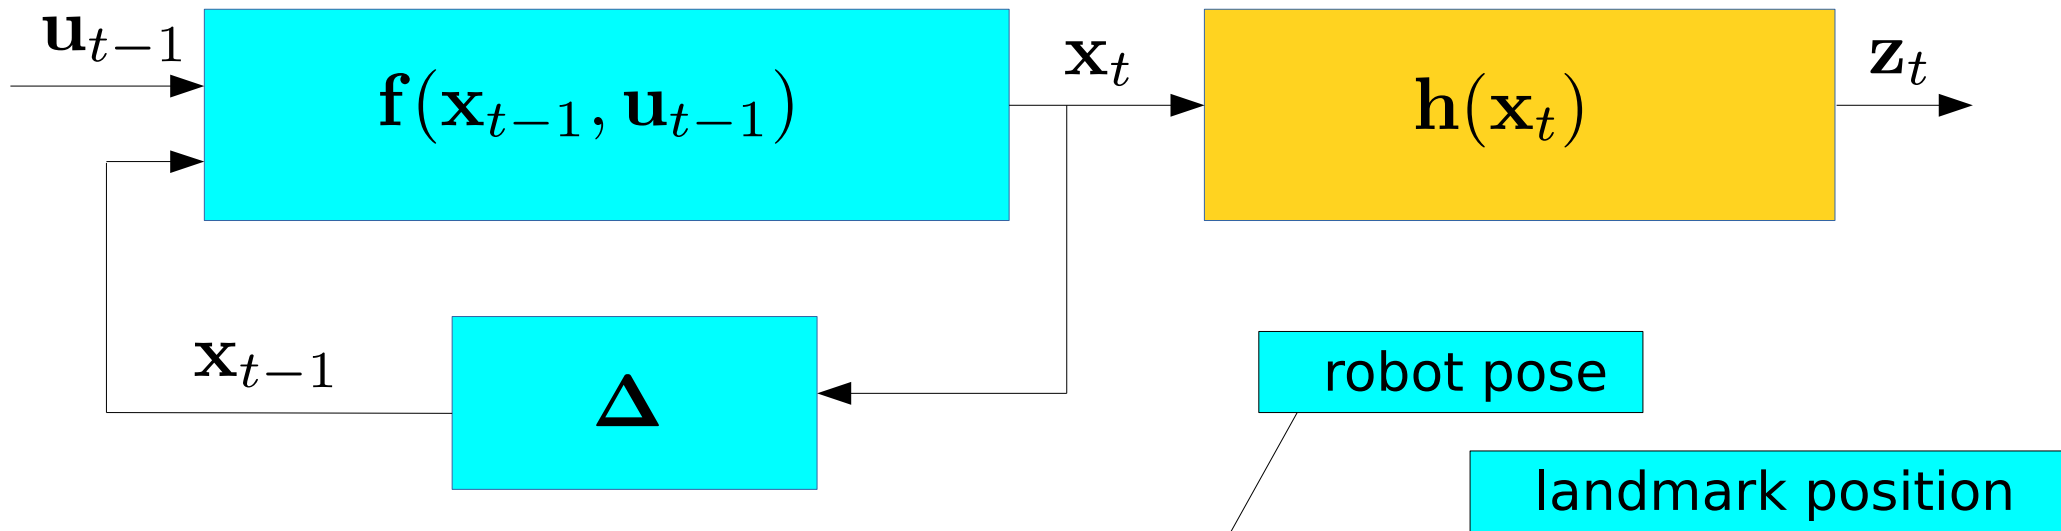 u_{t-1}
f(x_{t-1}, u_{t-1})
x_t
h(x_t)
z_t
x_{t-1}
Δ
robot pose
landmark position